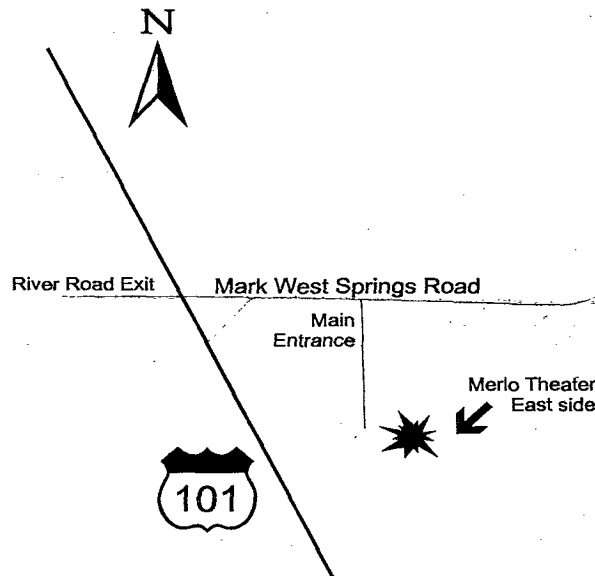 N
River Road Exit
Mark West Springs Road
Main
Entrance
Merlo Theater
East side
101